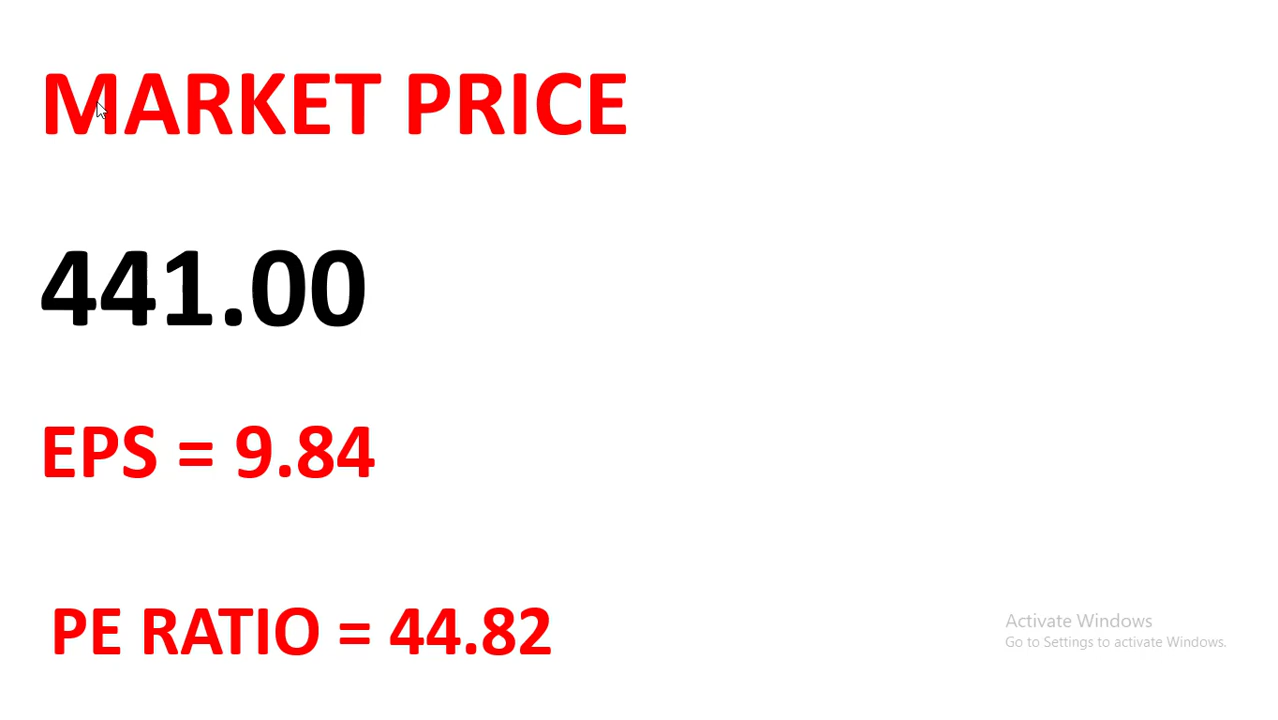 MARKET PRICE
441.00
EPS = 9.84
PE RATIO = 44.82
Activate Windows
Go to Settings to activate Windows.